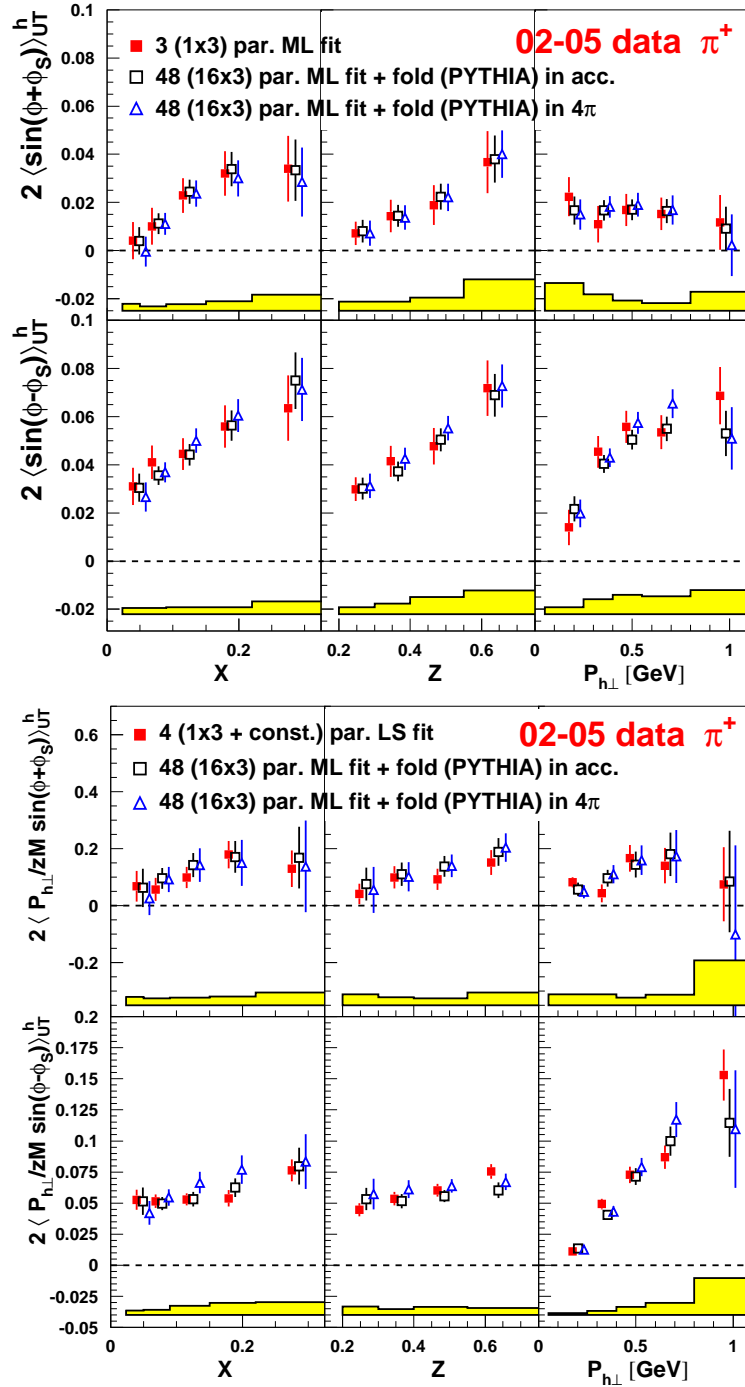 0.1
02-05 data π+
3 (1x3) par. ML fit
48 (16x3) par. ML fit + fold (PYTHIA) in acc.
48 (16x3) par. ML fit + fold (PYTHIA) in 4π
2 ⟨sin(ϕ+ϕS)⟩hUT
0.08
0.06
0.04
0.02
0
-0.02
0.1
2 ⟨sin(ϕ-ϕS)⟩hUT
0.08
0.06
0.04
0.02
0
-0.02
0 0.2
0.2 0.4 0.6
0 0.5 1
X
Z
Ph⊥ [GeV]
02-05 data π+
4 (1x3 + const.) par. LS fit
48 (16x3) par. ML fit + fold (PYTHIA) in acc.
48 (16x3) par. ML fit + fold (PYTHIA) in 4π
2 ⟨ Ph⊥/zM sin(ϕ+ϕS)⟩hUT
0.6
0.4
0.2
0
-0.2
0.2
2 ⟨ Ph⊥/zM sin(ϕ-ϕS)⟩hUT
0.175
0.15
0.125
0.1
0.075
0.05
0.025
0
-0.025
-0.05
0 0.2
0.2 0.4 0.6
0 0.5 1
X
Z
Ph⊥ [GeV]